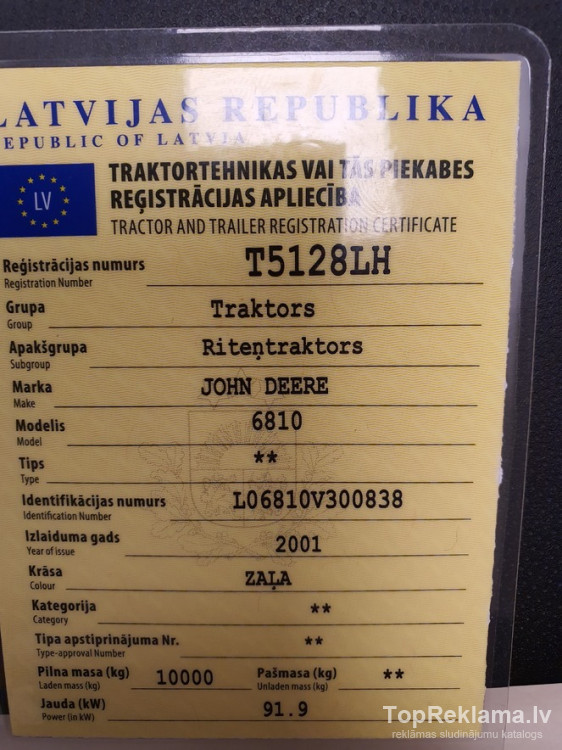 LATVIJAS REPUBLIKA
REPUBLIC OF LATVIA
LV
TRAKTORTEHNIKAS VAI TĀS PIEKABES
REĢISTRĀCIJAS APLIECĪBA
TRACTOR AND TRAILER REGISTRATION CERTIFICATE
Reģistrācijas numurs T5128LH
Registration Number
Grupa Traktors
Group
Apakšgrupa Riteņtraktors
Subgroup
Marka JOHN DEERE
Make
Modelis 6810
Model
Tips **
Type
Identifikācijas numurs L06810V300838
Identification Number
Izlaiduma gads 2001
Year of issue
Krāsa ZAĻA
Colour
Kategorija **
Category
Tipa apstiprinājuma Nr. **
Type-approval Number
Pilna masa (kg) 10000 Pašmasa (kg) **
Laden mass (kg) Unladen mass (kg)
Jauda (kW) 91.9
Power (in kW)
TopReklama.lv
reklāmas sludinājumu katalogs